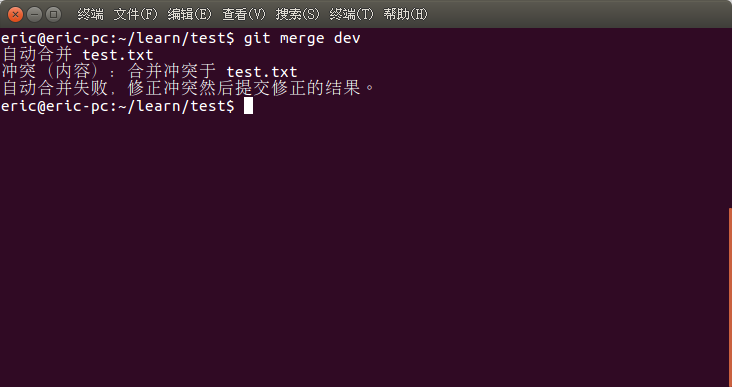 终端 文件(F) 编辑(E) 查看(V) 搜索(S) 终端(T) 帮助(H)
eric@eric-pc:~/learn/test$ git merge dev
自动合并 test.txt
冲突（内容）：合并冲突于 test.txt
自动合并失败，修正冲突然后提交修正的结果。
eric@eric-pc:~/learn/test$